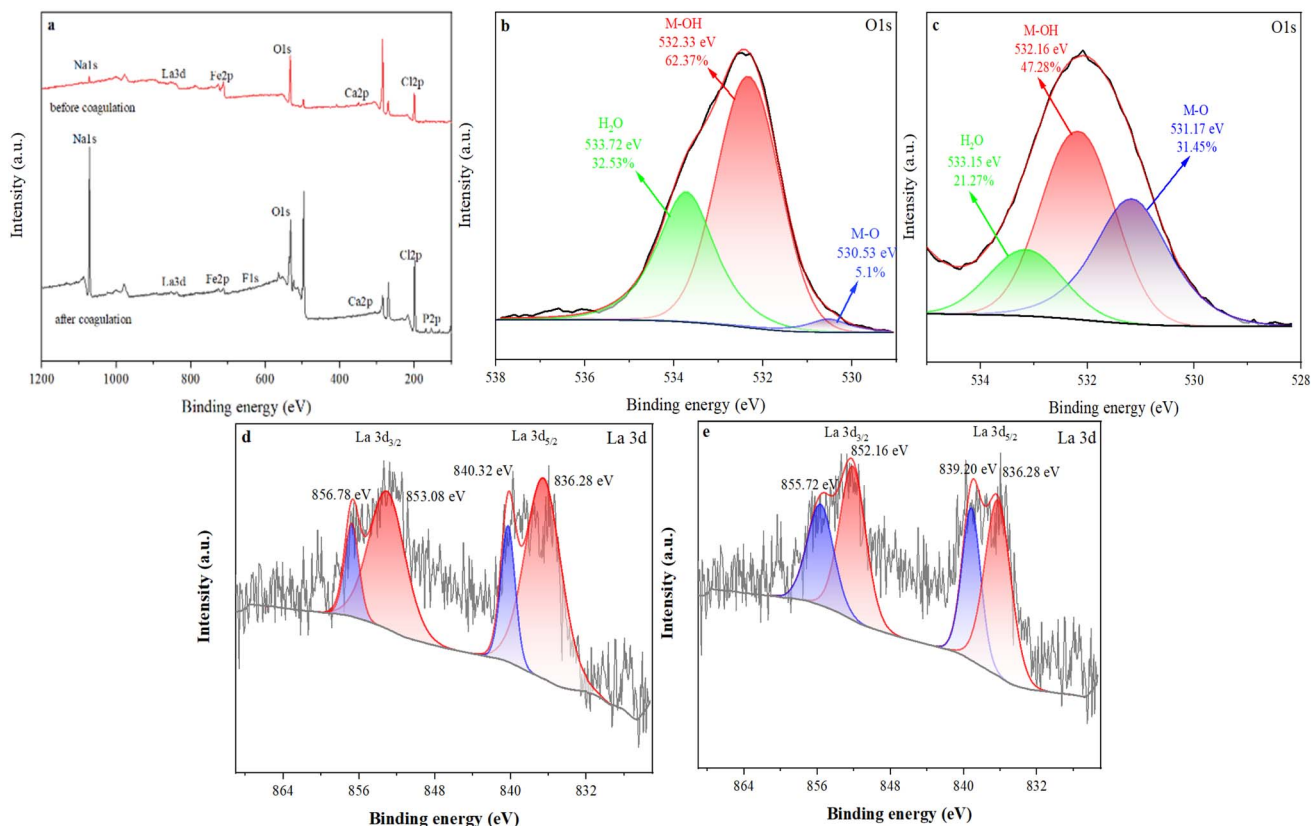 a
Na1s
La3d
Fe2p
O1s
Ca2p
Cl2p
before coagulation
Na1s
La3d
Fe2p
F1s
O1s
Ca2p
Cl2p
P2p
after coagulation
Intensity (a.u.)
1200 1000 800 600 400 200
Binding energy (eV)
b
O1s
M-OH
532.33 eV
62.37%
H₂O
533.72 eV
32.53%
M-O
530.53 eV
5.1%
Intensity (a.u.)
538 536 534 532 530
Binding energy (eV)
c
O1s
M-OH
532.16 eV
47.28%
M-O
531.17 eV
31.45%
H₂O
533.15 eV
21.27%
Intensity (a.u.)
534 532 530 528
Binding energy (eV)
d
La 3d₃/₂
La 3d₅/₂
La 3d
856.78 eV
853.08 eV
840.32 eV
836.28 eV
Intensity (a.u.)
864 856 848 840 832
Binding energy (eV)
e
La 3d₃/₂
La 3d₅/₂
La 3d
852.16 eV
855.72 eV
839.20 eV
836.28 eV
Intensity (a.u.)
864 856 848 840 832
Binding energy (eV)